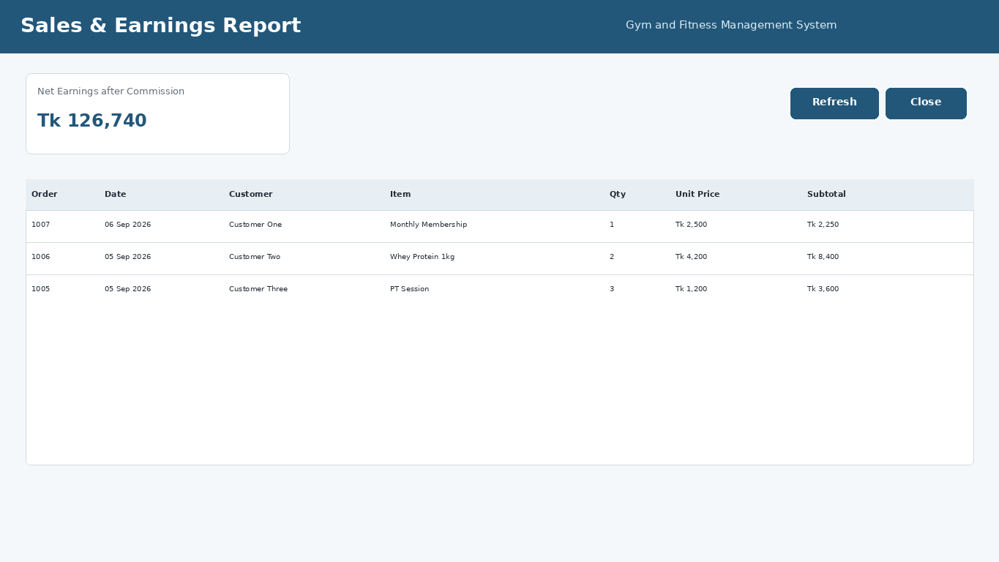 Sales & Earnings Report
Gym and Fitness Management System
Net Earnings after Commission
Tk 126,740
Refresh
Close
Order Date Customer Item Qty Unit Price Subtotal
1007 06 Sep 2026 Customer One Monthly Membership 1 Tk 2,500 Tk 2,250
1006 05 Sep 2026 Customer Two Whey Protein 1kg 2 Tk 4,200 Tk 8,400
1005 05 Sep 2026 Customer Three PT Session 3 Tk 1,200 Tk 3,600